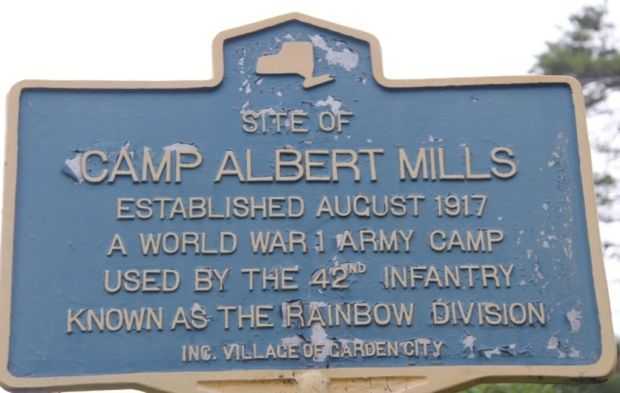 SITE OF
CAMP ALBERT MILLS
ESTABLISHED AUGUST 1917
A WORLD WAR 1 ARMY CAMP
USED BY THE 42ND INFANTRY
KNOWN AS THE RAINBOW DIVISION
INC. VILLAGE OF GARDEN CITY